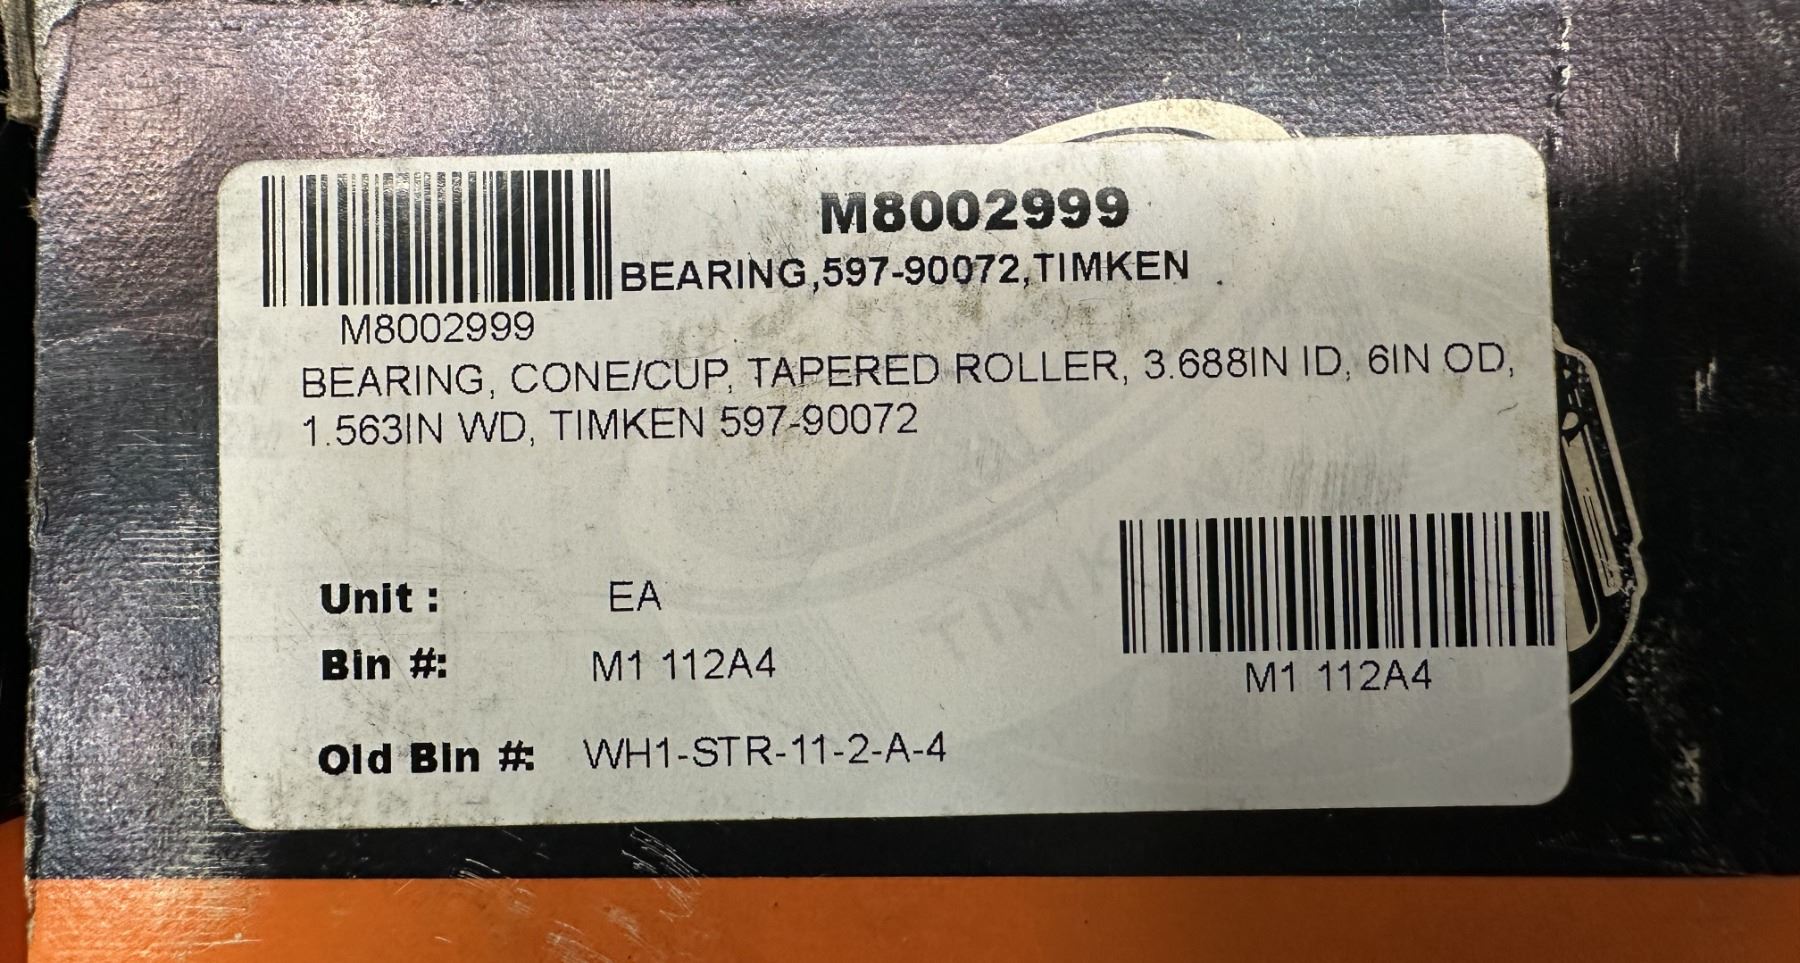 M8002999
BEARING,597-90072,TIMKEN
M8002999
BEARING, CONE/CUP, TAPERED ROLLER, 3.688IN ID, 6IN OD,
1.563IN WD, TIMKEN 597-90072
Unit : EA
Bin #: M1 112A4
M1 112A4
Old Bin #: WH1-STR-11-2-A-4
TIMKEN